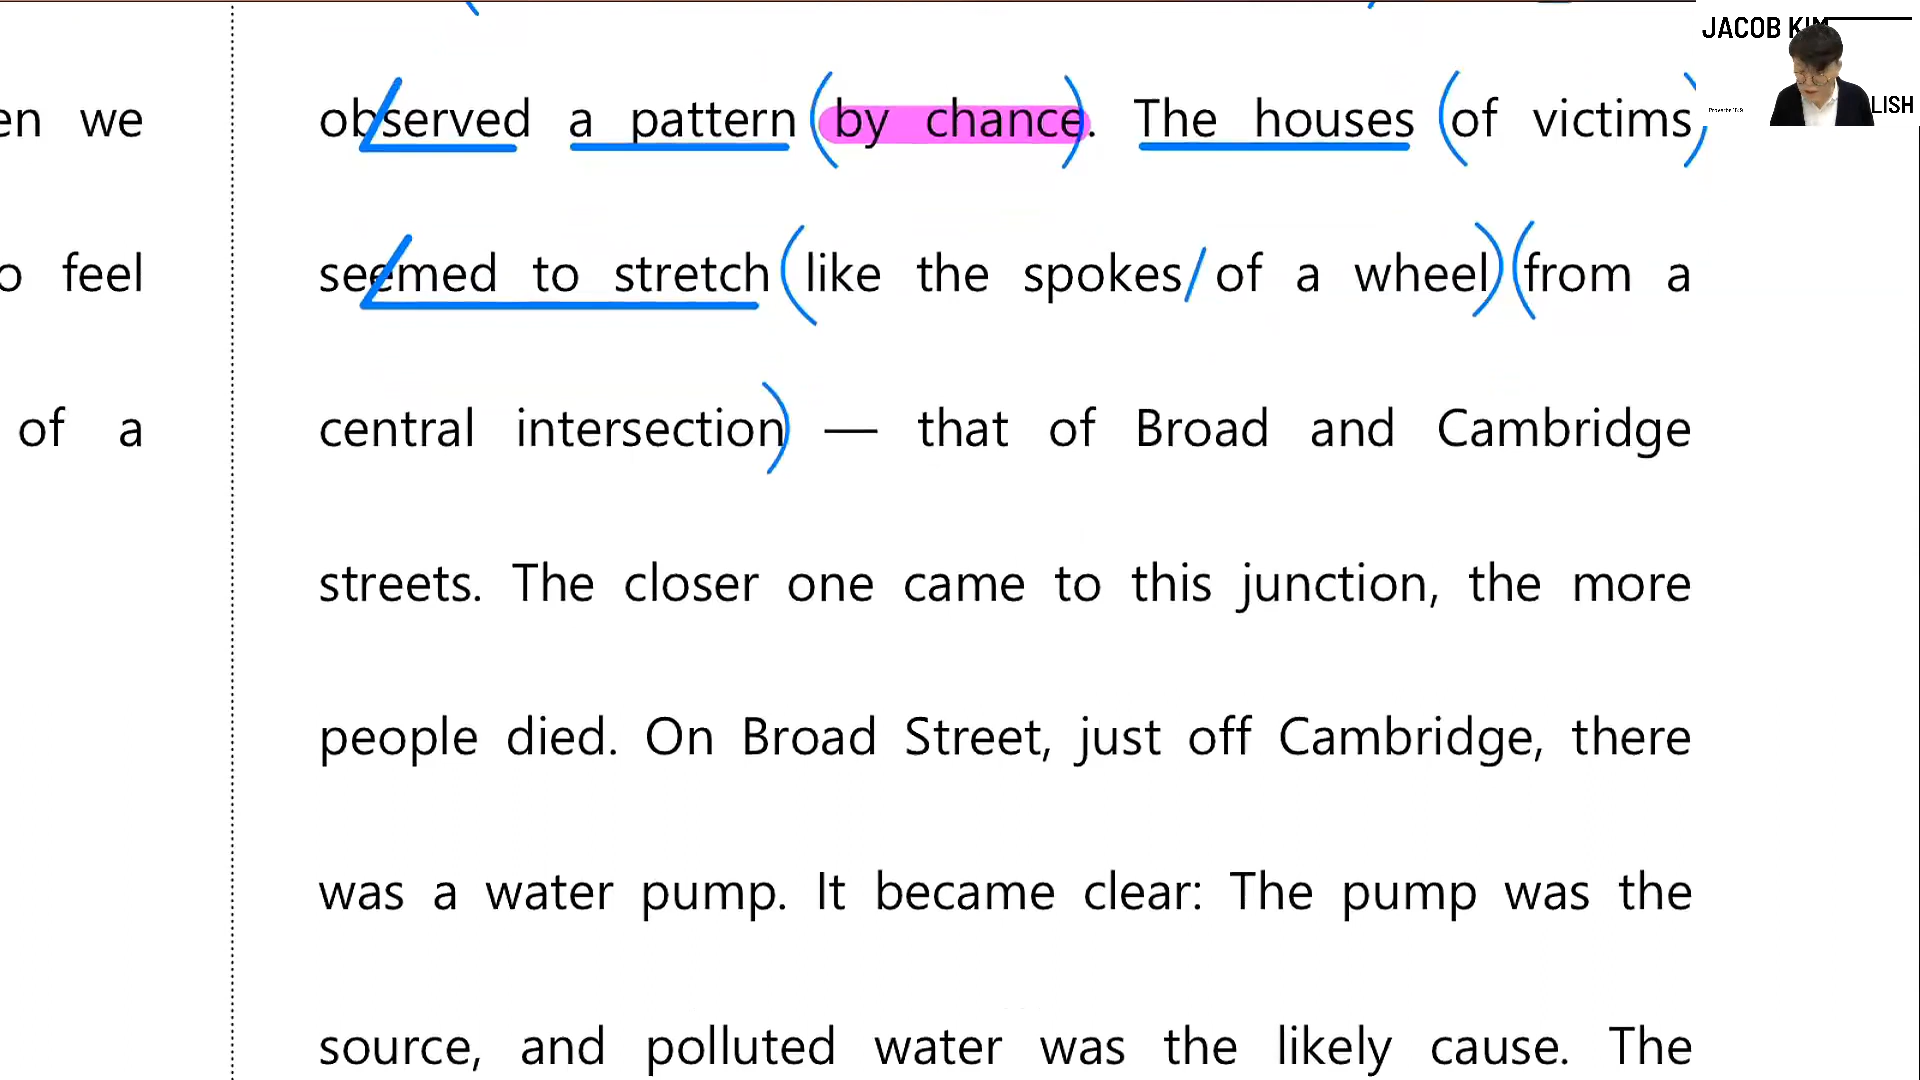 en we
o feel
of a
observed a pattern by chance. The houses of victims
seemed to stretch like the spokes/of a wheel from a
central intersection — that of Broad and Cambridge
streets. The closer one came to this junction, the more
people died. On Broad Street, just off Cambridge, there
was a water pump. It became clear: The pump was the
source, and polluted water was the likely cause. The
JACOB KIM
LISH